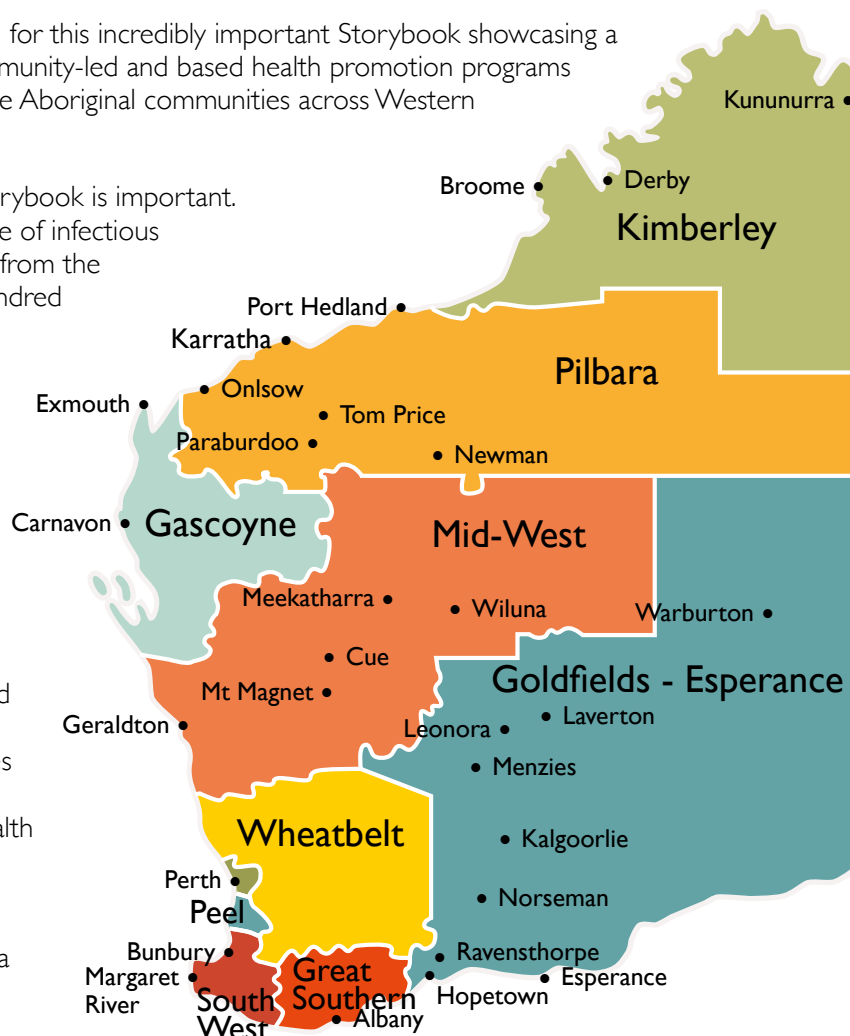 for this incredibly important Storybook showcasing a
munity-led and based health promotion programs
e Aboriginal communities across Western
rybook is important.
e of infectious
from the
ndred
d
es
alth
a
Kununurra
Broome
Derby
Kimberley
Port Hedland
Karratha
Pilbara
Onlsow
Exmouth
Tom Price
Paraburdoo
Newman
Carnavon
Gascoyne
Mid-West
Meekatharra
Wiluna
Warburton
Cue
Goldfields - Esperance
Mt Magnet
Laverton
Geraldton
Leonora
Menzies
Wheatbelt
Kalgoorlie
Perth
Norseman
Peel
Bunbury
Ravensthorpe
Margaret
River
Great
Southern
Esperance
Hopetown
South
West
Albany